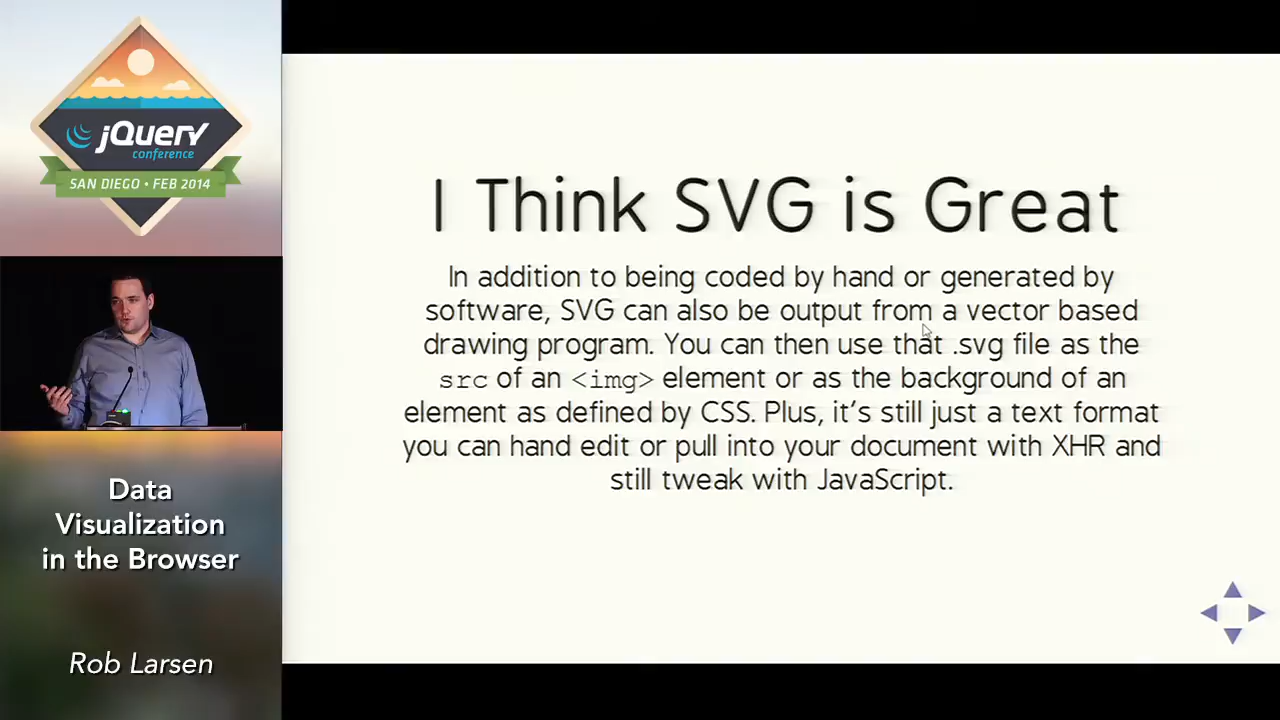 jQuery
conference
SAN DIEGO • FEB 2014
Data
Visualization
in the Browser
Rob Larsen
I Think SVG is Great
In addition to being coded by hand or generated by
software, SVG can also be output from a vector based
drawing program. You can then use that .svg file as the
src of an <img> element or as the background of an
element as defined by CSS. Plus, it's still just a text format
you can hand edit or pull into your document with XHR and
still tweak with JavaScript.